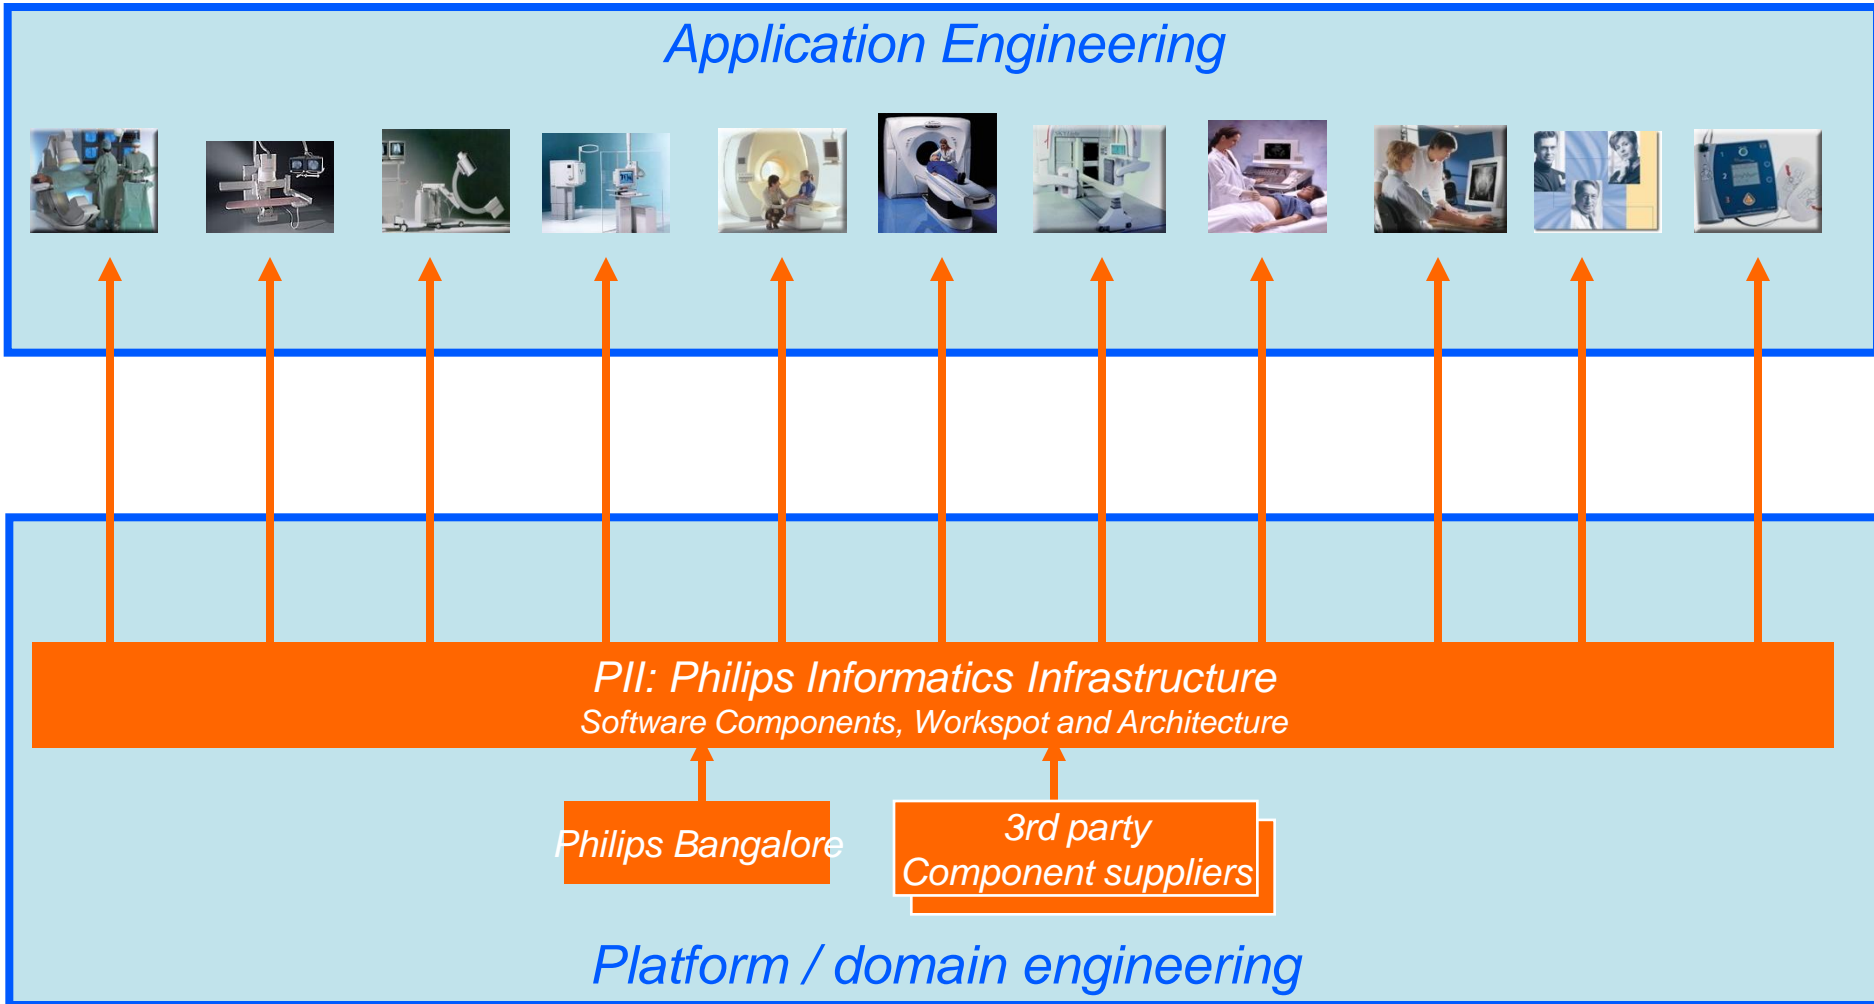 Application Engineering
PII: Philips Informatics Infrastructure
Software Components, Workspot and Architecture
Philips Bangalore
3rd party
Component suppliers
Platform / domain engineering